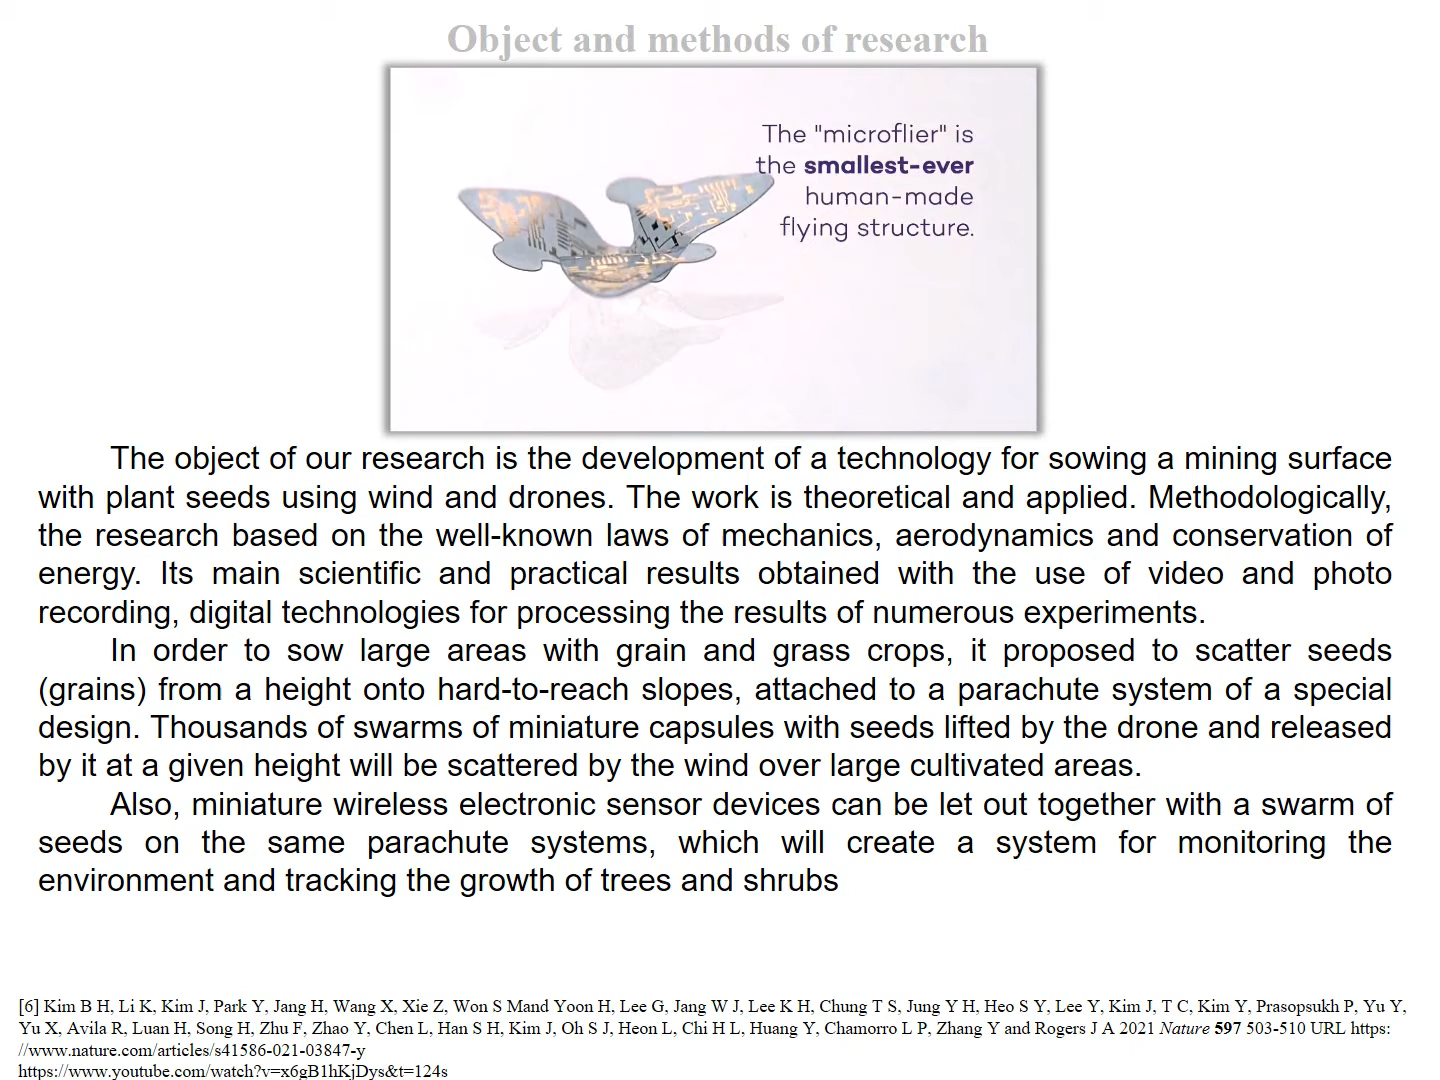 Object and methods of research
The "microflier" is
the smallest-ever
human-made
flying structure.
The object of our research is the development of a technology for sowing a mining surface
with plant seeds using wind and drones. The work is theoretical and applied. Methodologically,
the research based on the well-known laws of mechanics, aerodynamics and conservation of
energy. Its main scientific and practical results obtained with the use of video and photo
recording, digital technologies for processing the results of numerous experiments.
In order to sow large areas with grain and grass crops, it proposed to scatter seeds
(grains) from a height onto hard-to-reach slopes, attached to a parachute system of a special
design. Thousands of swarms of miniature capsules with seeds lifted by the drone and released
by it at a given height will be scattered by the wind over large cultivated areas.
Also, miniature wireless electronic sensor devices can be let out together with a swarm of
seeds on the same parachute systems, which will create a system for monitoring the
environment and tracking the growth of trees and shrubs
[6] Kim B H, Li K, Kim J, Park Y, Jang H, Wang X, Xie Z, Won S Mand Yoon H, Lee G, Jang W J, Lee K H, Chung T S, Jung Y H, Heo S Y, Lee Y, Kim J, T C, Kim Y, Prasopsukh P, Yu Y,
Yu X, Avila R, Luan H, Song H, Zhu F, Zhao Y, Chen L, Han S H, Kim J, Oh S J, Heon L, Chi H L, Huang Y, Chamorro L P, Zhang Y and Rogers J A 2021 Nature 597 503-510 URL https:
//www.nature.com/articles/s41586-021-03847-y
https://www.youtube.com/watch?v=x6gB1hKjDys&t=124s